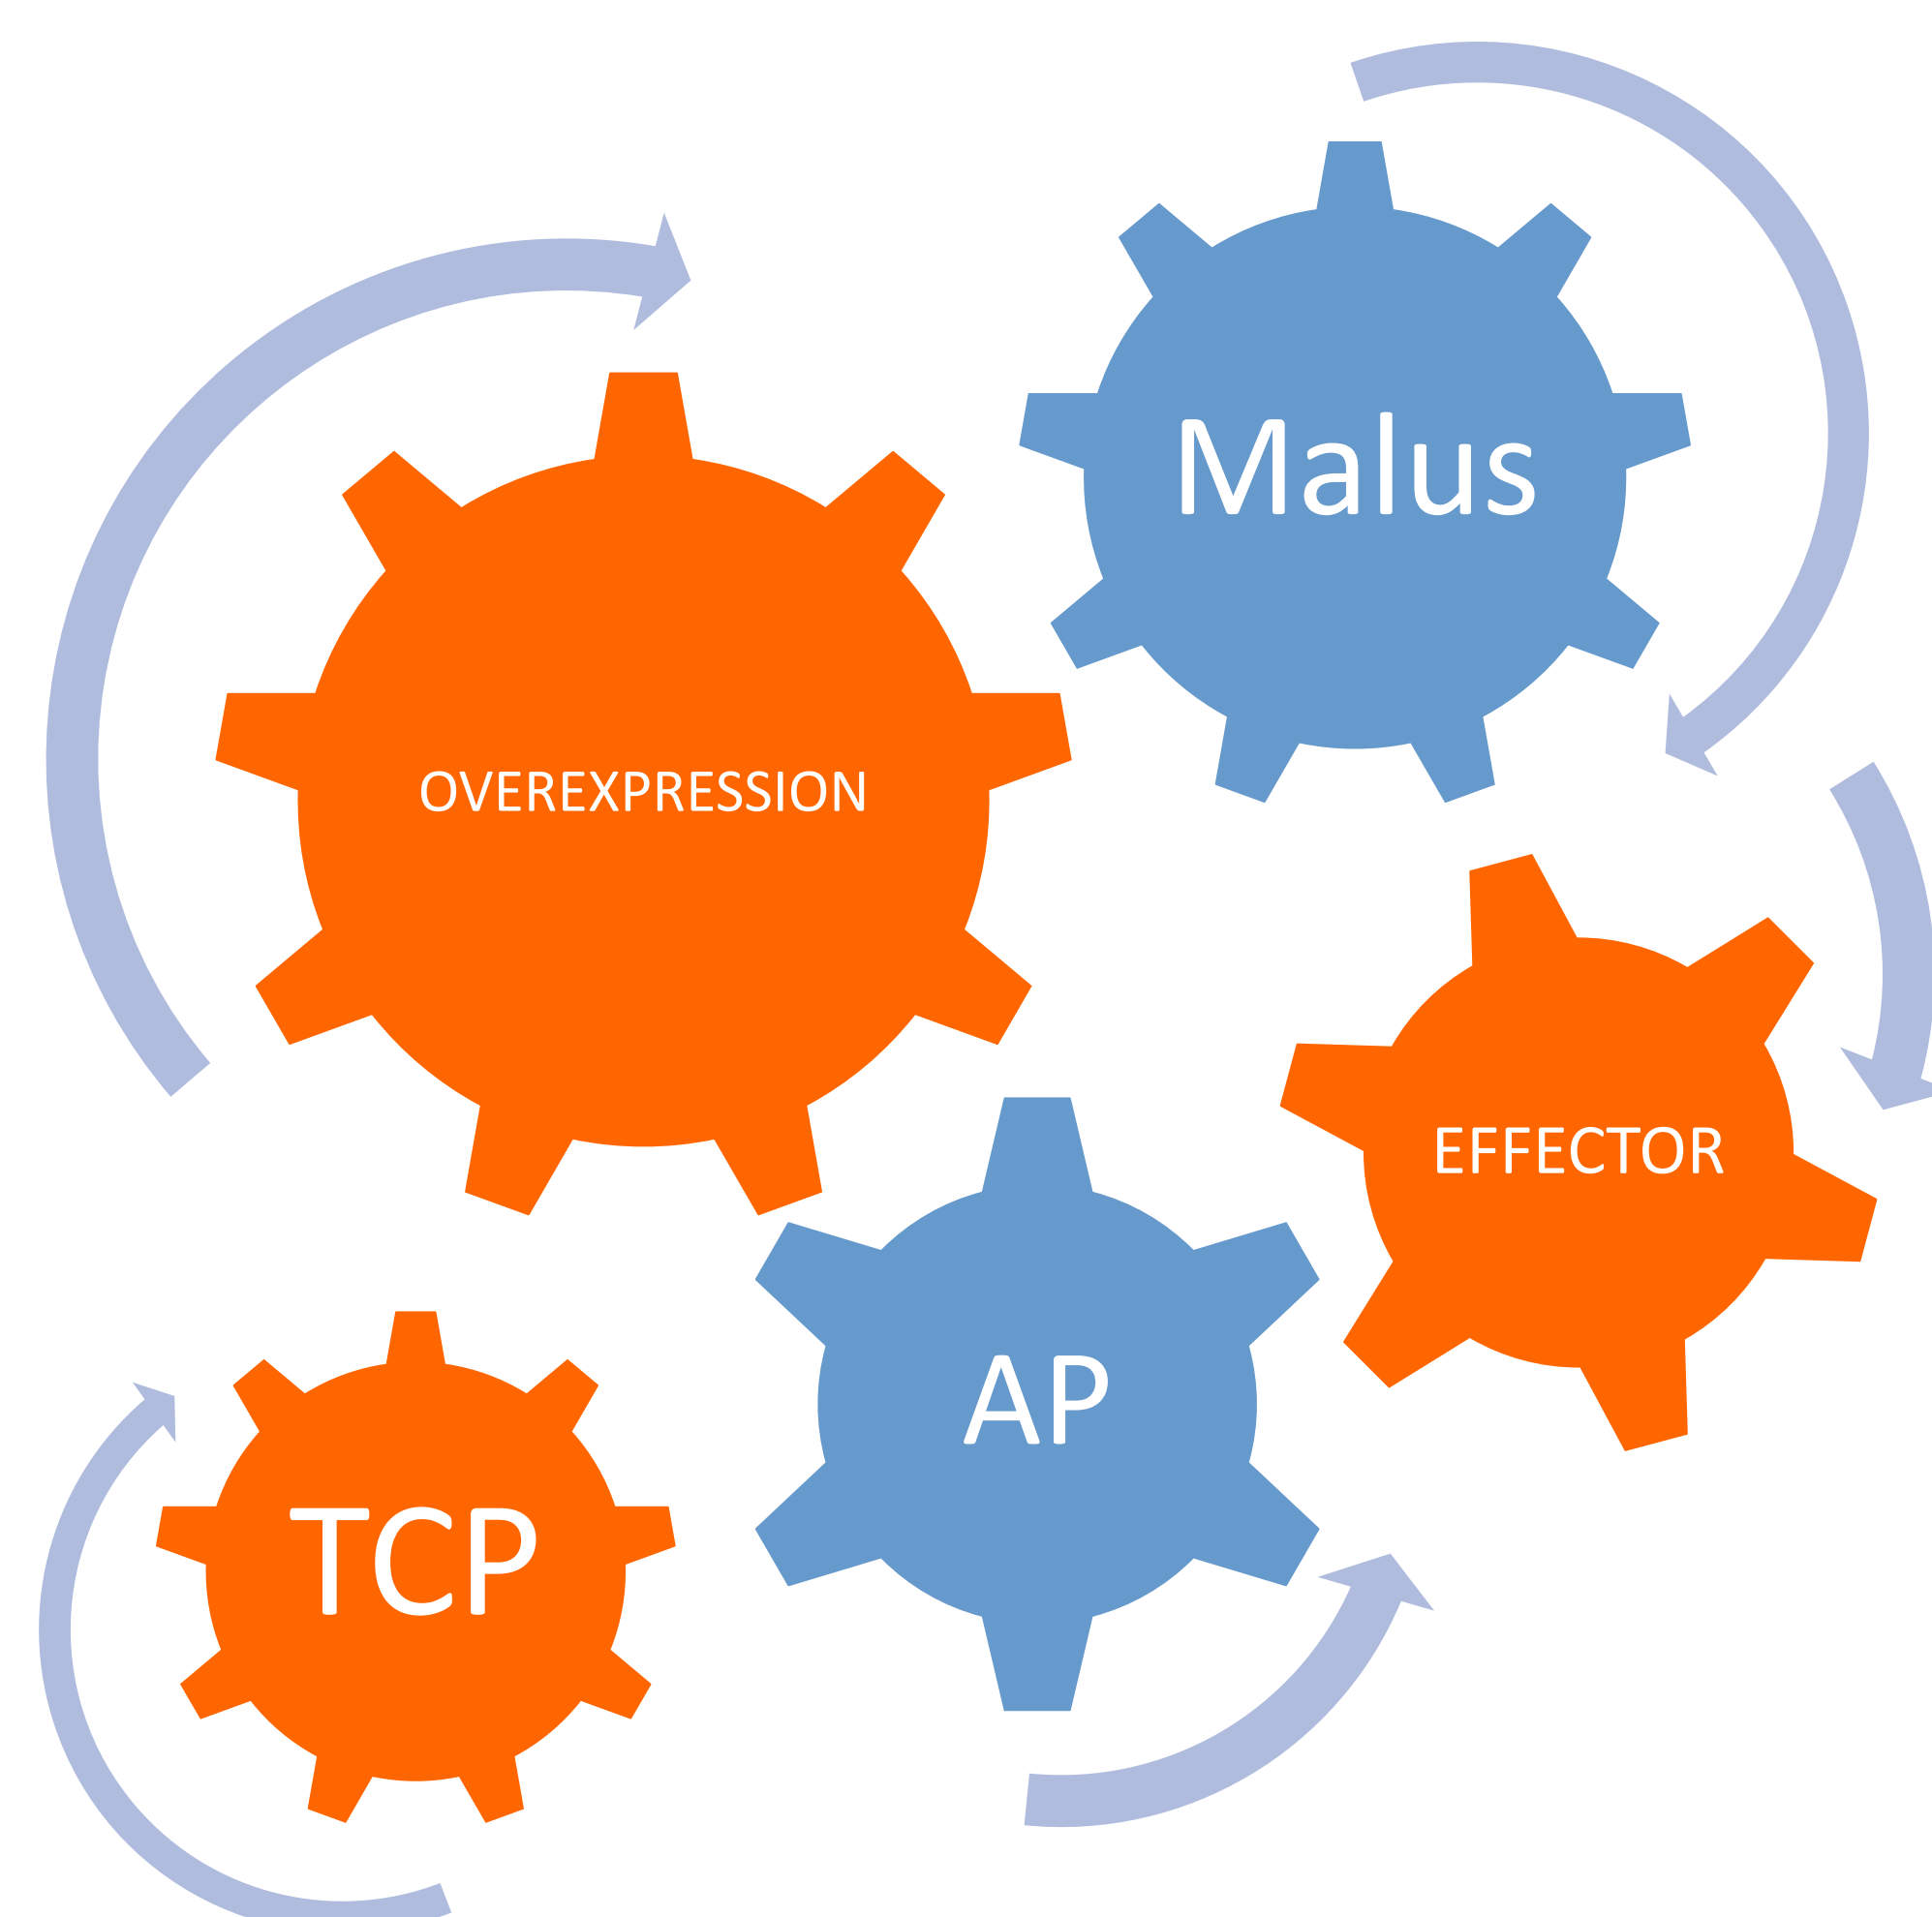 Malus
OVEREXPRESSION
EFFECTOR
AP
TCP